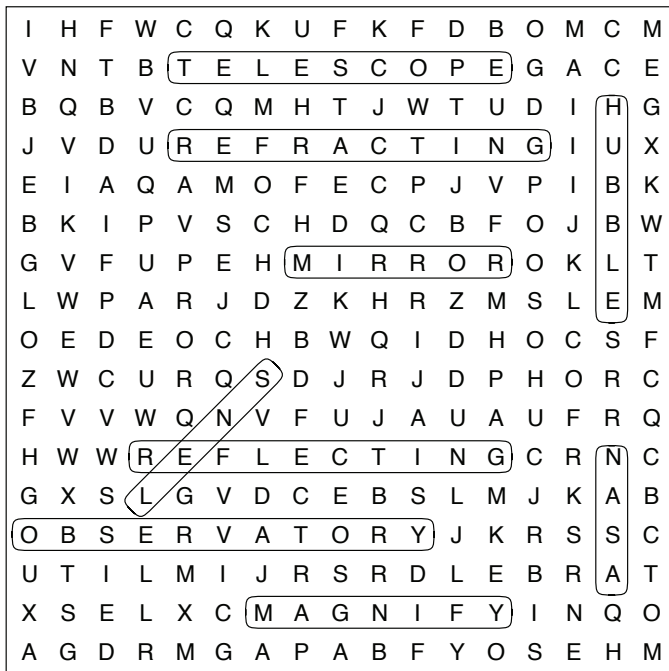 I H F W C Q K U F K F D B O M C M
V N T B T E L E S C O P E G A C E
B Q B V C Q M H T J W T U D I H G
J V D U R E F R A C T I N G I U X
E I A Q A M O F E C P J V P I B K
B K I P V S C H D Q C B F O J B W
G V F U P E H M I R R O R O K L T
L W P A R J D Z K H R Z M S L E M
O E D E O C H B W Q I D H O C S F
Z W C U R Q S D J R J D P H O R C
F V V W Q N V F U J A U A U F R Q
H W W R E F L E C T I N G C R N C
G X S L G V D C E B S L M J K A B
O B S E R V A T O R Y J K R S S C
U T I L M I J R S R D L E B R A T
X S E L X C M A G N I F Y I N Q O
A G D R M G A P A B F Y O S E H M